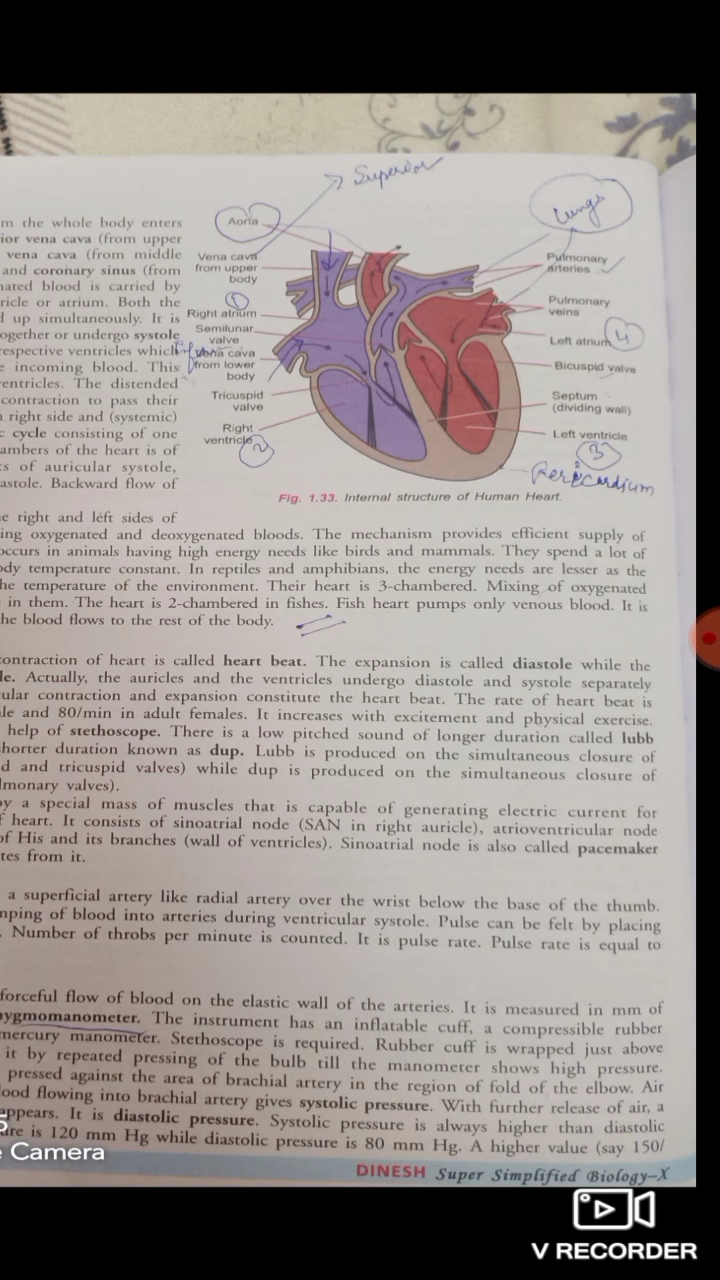 Superior
Lungs
m the whole body enters
ior vena cava (from upper
vena cava (from middle
and coronary sinus (from
nated blood is carried by
ricle or atrium. Both the
d up simultaneously. It is
ogether or undergo systole
respective ventricles which
e incoming blood. This
entricles. The distended
contraction to pass their
right side and (systemic)
c cycle consisting of one
ambers of the heart is of
s of auricular systole,
astole. Backward flow of
e right and left sides of
Aorta
Vena cava
from upper
body
1
Right atrium
Semilunar
valve
Vena cava
from lower
body
Tricuspid
valve
Right
ventricle
2
Pulmonary
arteries
Pulmonary
veins
Left atrium
4
Bicuspid valve
Septum
(dividing wall)
Left ventricle
3
Pericardium
Fig. 1.33. Internal structure of Human Heart.
ing oxygenated and deoxygenated bloods. The mechanism provides efficient supply of
occurs in animals having high energy needs like birds and mammals. They spend a lot of
ody temperature constant. In reptiles and amphibians, the energy needs are lesser as the
he temperature of the environment. Their heart is 3-chambered. Mixing of oxygenated
in them. The heart is 2-chambered in fishes. Fish heart pumps only venous blood. It is
he blood flows to the rest of the body.
contraction of heart is called heart beat. The expansion is called diastole while the
le. Actually, the auricles and the ventricles undergo diastole and systole separately
ular contraction and expansion constitute the heart beat. The rate of heart beat is
le and 80/min in adult females. It increases with excitement and physical exercise.
help of stethoscope. There is a low pitched sound of longer duration called lubb
horter duration known as dup. Lubb is produced on the simultaneous closure of
d and tricuspid valves) while dup is produced on the simultaneous closure of
lmonary valves).
by a special mass of muscles that is capable of generating electric current for
f heart. It consists of sinoatrial node (SAN in right auricle), atrioventricular node
of His and its branches (wall of ventricles). Sinoatrial node is also called pacemaker
tes from it.
a superficial artery like radial artery over the wrist below the base of the thumb.
mping of blood into arteries during ventricular systole. Pulse can be felt by placing
. Number of throbs per minute is counted. It is pulse rate. Pulse rate is equal to
forceful flow of blood on the elastic wall of the arteries. It is measured in mm of
hygmomanometer. The instrument has an inflatable cuff, a compressible rubber
mercury manometer. Stethoscope is required. Rubber cuff is wrapped just above
it by repeated pressing of the bulb till the manometer shows high pressure.
pressed against the area of brachial artery in the region of fold of the elbow. Air
lood flowing into brachial artery gives systolic pressure. With further release of air, a
appears. It is diastolic pressure. Systolic pressure is always higher than diastolic
ure is 120 mm Hg while diastolic pressure is 80 mm Hg. A higher value (say 150/
5
Camera
DINESH Super Simplified Biology–X
V RECORDER